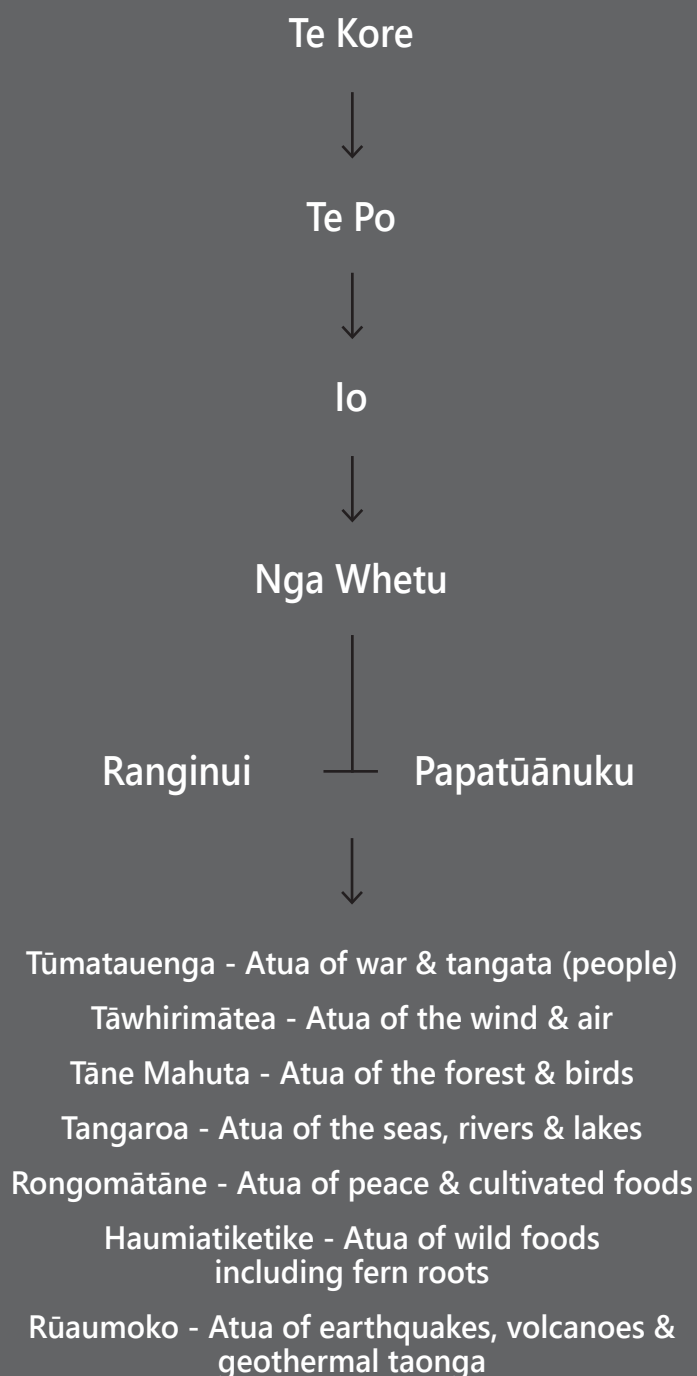 Te Kore
Te Po
Io
Nga Whetu
Ranginui Papatūānuku
Tūmatauenga - Atua of war & tangata (people)
Tāwhirimātea - Atua of the wind & air
Tāne Mahuta - Atua of the forest & birds
Tangaroa - Atua of the seas, rivers & lakes
Rongomātāne - Atua of peace & cultivated foods
Haumiatiketike - Atua of wild foods
including fern roots
Rūaumoko - Atua of earthquakes, volcanoes &
geothermal taonga